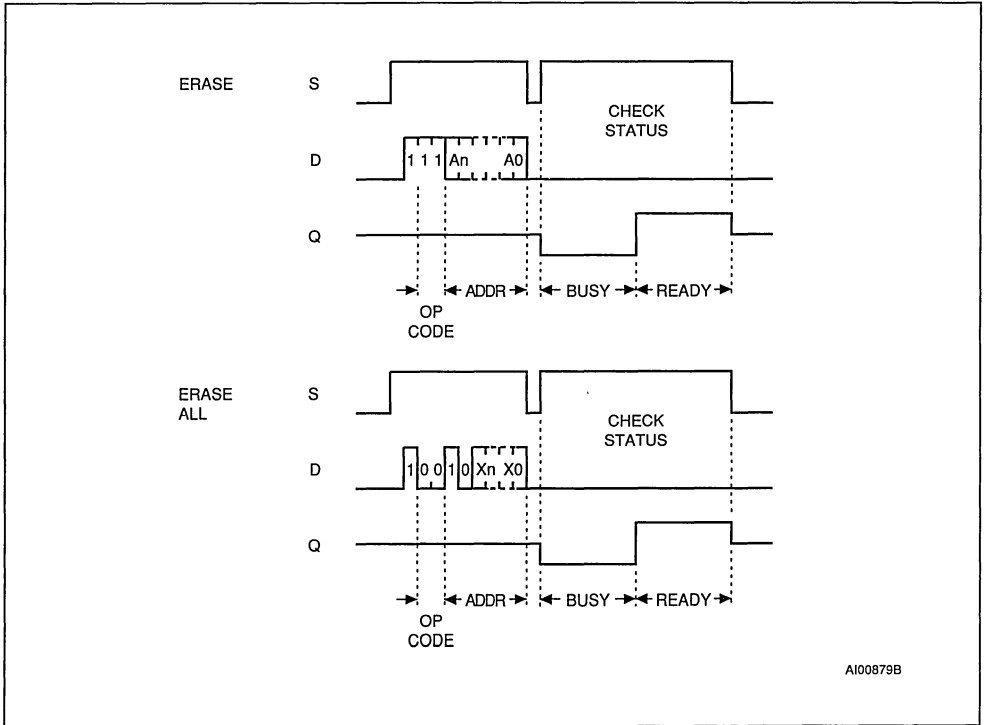 ERASE S
CHECK
STATUS
D 1 1 1 An A0
Q
ADDR BUSY READY
OP
CODE
ERASE
ALL
S
CHECK
STATUS
D 1 0 0 1 0 Xn X0
Q
ADDR BUSY READY
OP
CODE
AI00879B